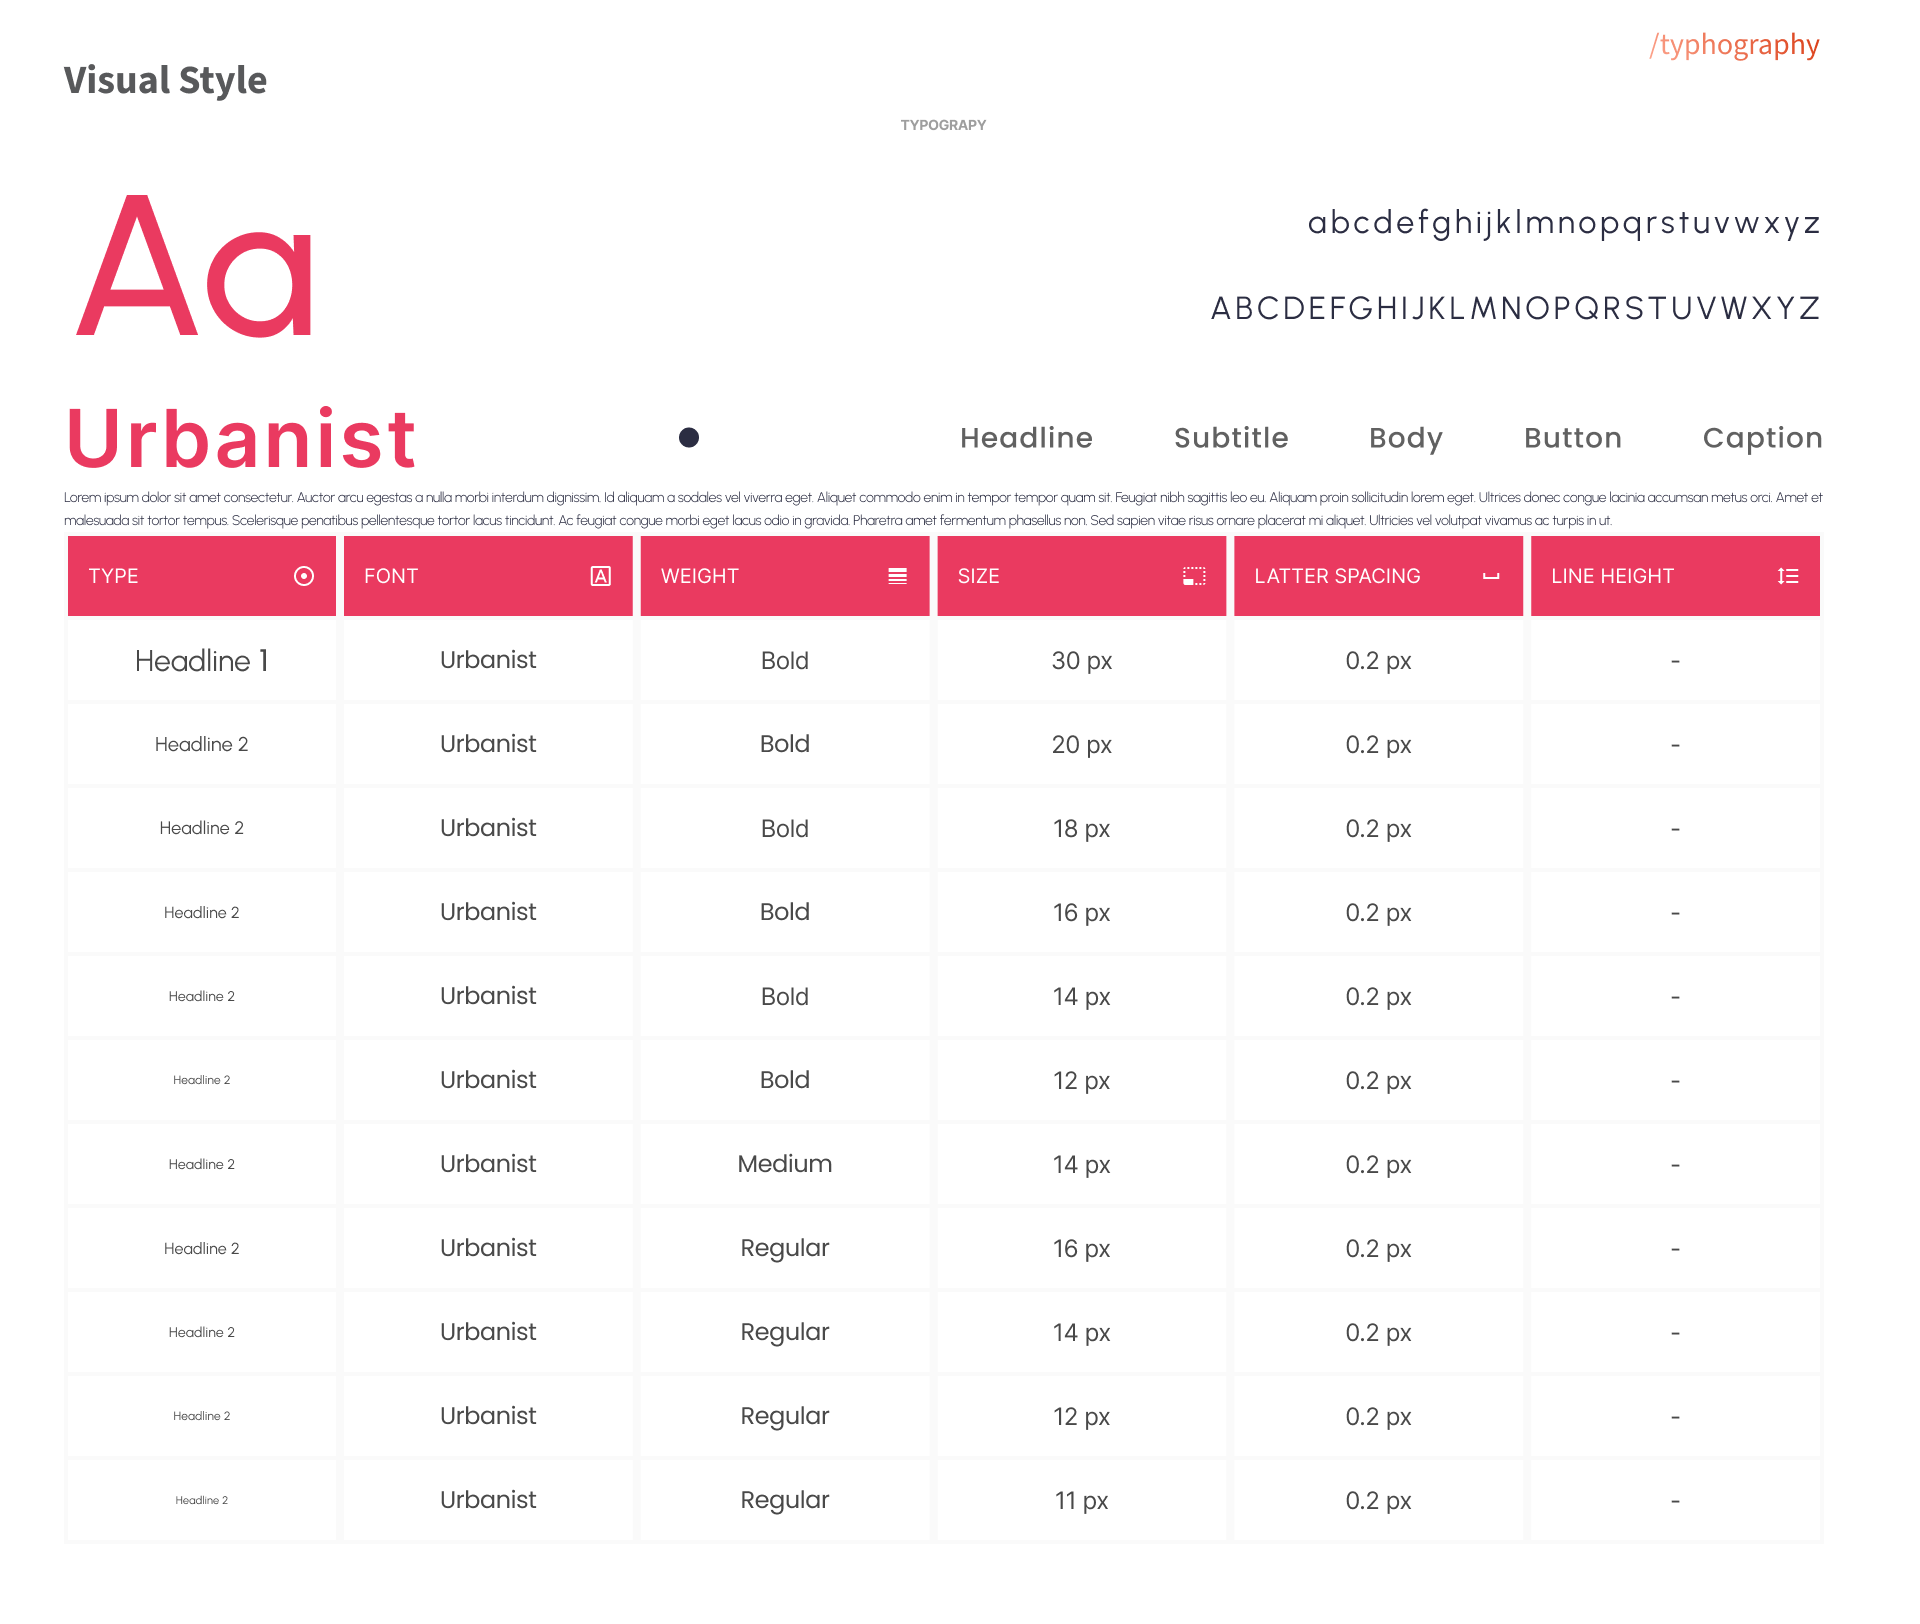 /typhography
Visual Style
TYPOGRAPY
Aa
abcdefghijklmnopqrstuvwxyz
ABCDEFGHIJKLMNOPQRSTUVWXYZ
Urbanist
Headline Subtitle Body Button Caption
Lorem ipsum dolor sit amet consectetur. Auctor arcu egestas a nulla morbi interdum dignissim. Id aliquam a sodales vel viverra eget. Aliquet commodo enim in tempor tempor quam sit. Feugiat nibh sagittis leo eu. Aliquam proin sollicitudin lorem eget. Ultrices donec congue lacinia accumsan metus orci. Amet et
malesuada sit tortor tempus. Scelerisque penatibus pellentesque tortor lacus tincidunt. Ac feugiat congue morbi eget lacus odio in gravida. Pharetra amet fermentum phasellus non. Sed sapien vitae risus ornare placerat mi aliquet. Ultricies vel volutpat vivamus ac turpis in ut.
TYPE FONT WEIGHT SIZE LATTER SPACING LINE HEIGHT
Headline 1 Urbanist Bold 30 px 0.2 px -
Headline 2 Urbanist Bold 20 px 0.2 px -
Headline 2 Urbanist Bold 18 px 0.2 px -
Headline 2 Urbanist Bold 16 px 0.2 px -
Headline 2 Urbanist Bold 14 px 0.2 px -
Headline 2 Urbanist Bold 12 px 0.2 px -
Headline 2 Urbanist Medium 14 px 0.2 px -
Headline 2 Urbanist Regular 16 px 0.2 px -
Headline 2 Urbanist Regular 14 px 0.2 px -
Headline 2 Urbanist Regular 12 px 0.2 px -
Headline 2 Urbanist Regular 11 px 0.2 px -